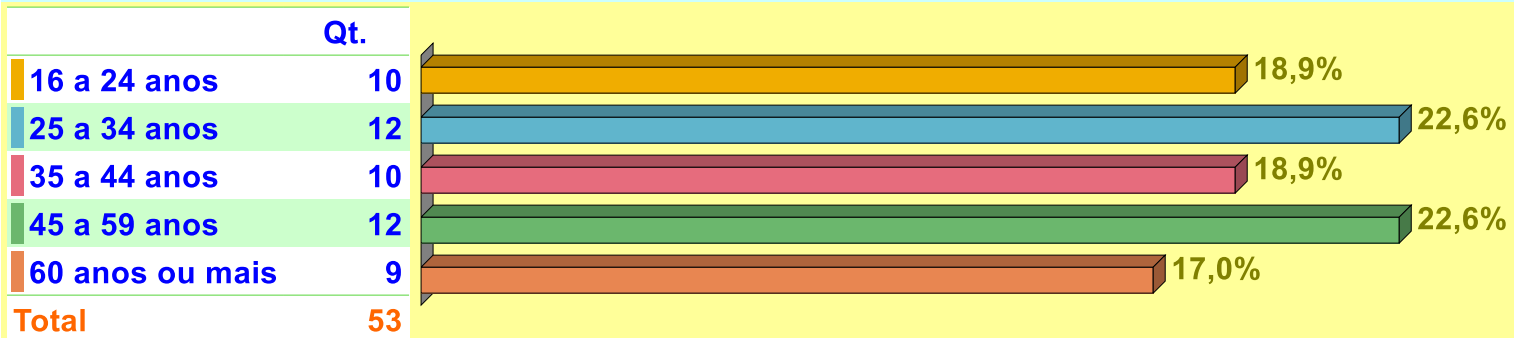 Qt.
16 a 24 anos 10 18,9%
25 a 34 anos 12 22,6%
35 a 44 anos 10 18,9%
45 a 59 anos 12 22,6%
60 anos ou mais 9 17,0%
Total 53